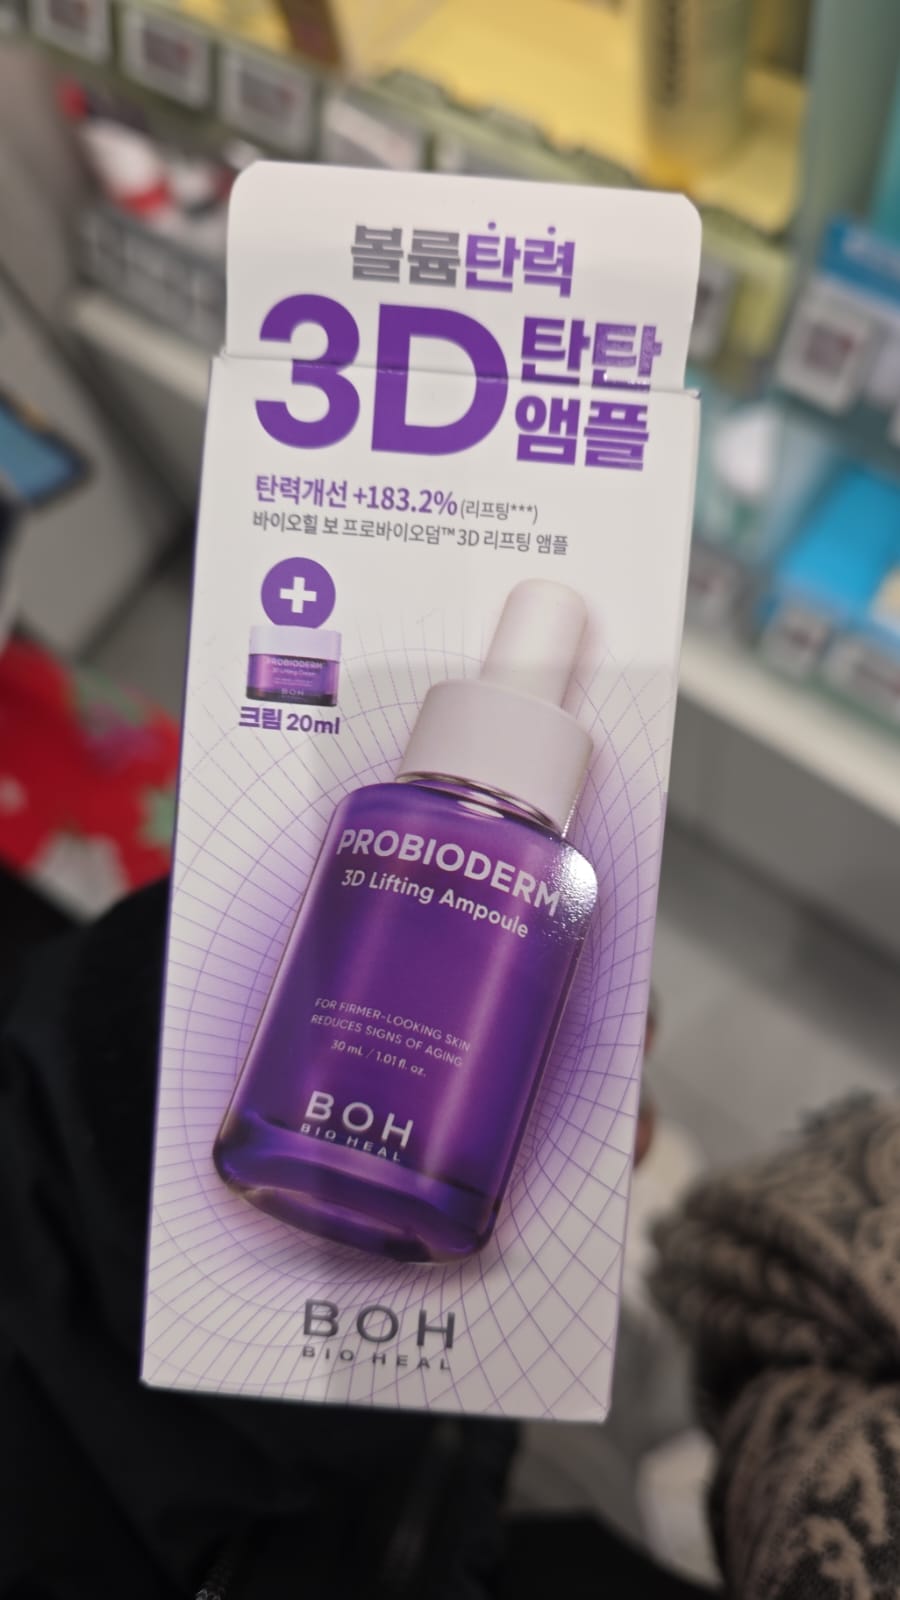 볼륨탄력
3D 탄탄
앰플
탄력개선 +183.2% (리프팅***)
바이오힐 보 프로바이오덤™ 3D 리프팅 앰플
PROBIODERM
3D Lifting Cream
BOH
크림 20ml
PROBIODERM
3D Lifting Ampoule
FOR FIRMER-LOOKING SKIN
REDUCES SIGNS OF AGING
30 mL / 1.01 fl. oz.
BOH
BIO HEAL
BOH
BIO HEAL